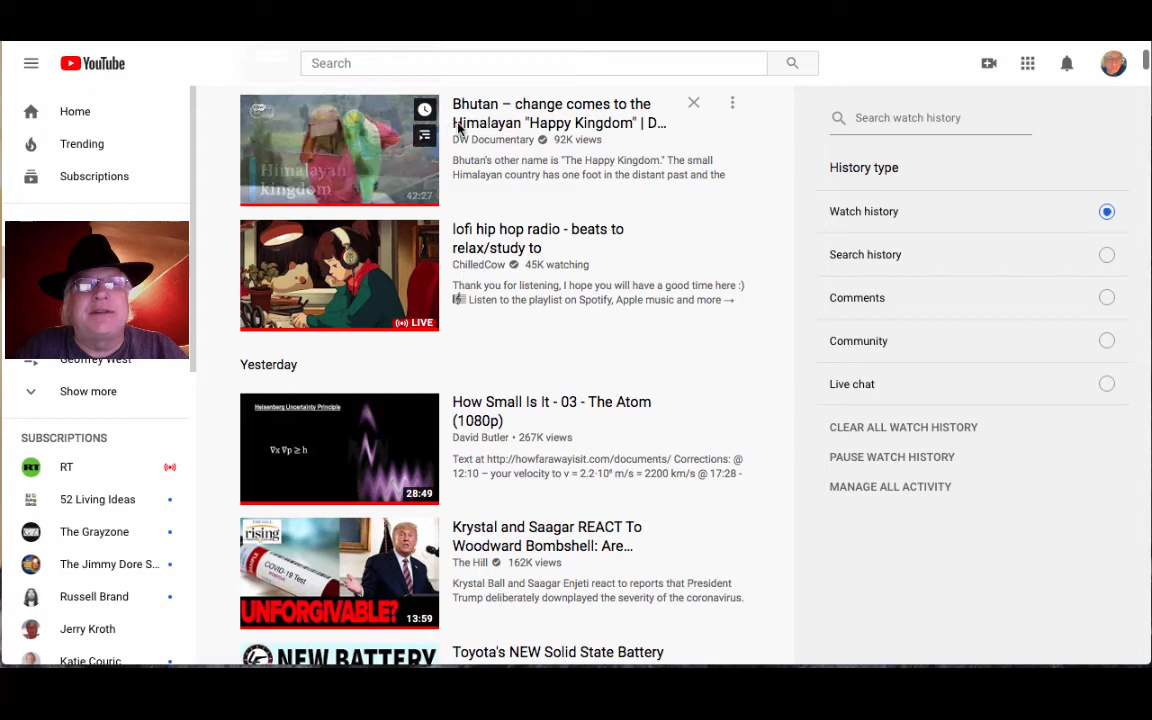 YouTube
Search
Home
Trending
Subscriptions
Show more
SUBSCRIPTIONS
RT
52 Living Ideas
The Grayzone
The Jimmy Dore S...
Russell Brand
Jerry Kroth
Katie Couric
Himalayan
kingdom
42:27
Bhutan – change comes to the
Himalayan "Happy Kingdom" | D...
DW Documentary 92K views
Bhutan's other name is "The Happy Kingdom." The small
Himalayan country has one foot in the distant past and the
LIVE
lofi hip hop radio - beats to
relax/study to
ChilledCow 45K watching
Thank you for listening, I hope you will have a good time here :)
Listen to the playlist on Spotify, Apple music and more →
Yesterday
Heisenberg Uncertainty Principle
∇x ∇p ≥ h
28:49
How Small Is It - 03 - The Atom
(1080p)
David Butler • 267K views
Text at http://howfarawayisit.com/documents/ Corrections: @
12:10 – your velocity to v = 2.2·10⁶ m/s = 2200 km/s @ 17:28 -
THE HILL
rising
COVID-19 Test
UNFORGIVABLE?
13:59
Krystal and Saagar REACT To
Woodward Bombshell: Are...
The Hill 162K views
Krystal Ball and Saagar Enjeti react to reports that President
Trump deliberately downplayed the severity of the coronavirus.
NEW BATTERY
Toyota's NEW Solid State Battery
Search watch history
History type
Watch history
Search history
Comments
Community
Live chat
CLEAR ALL WATCH HISTORY
PAUSE WATCH HISTORY
MANAGE ALL ACTIVITY